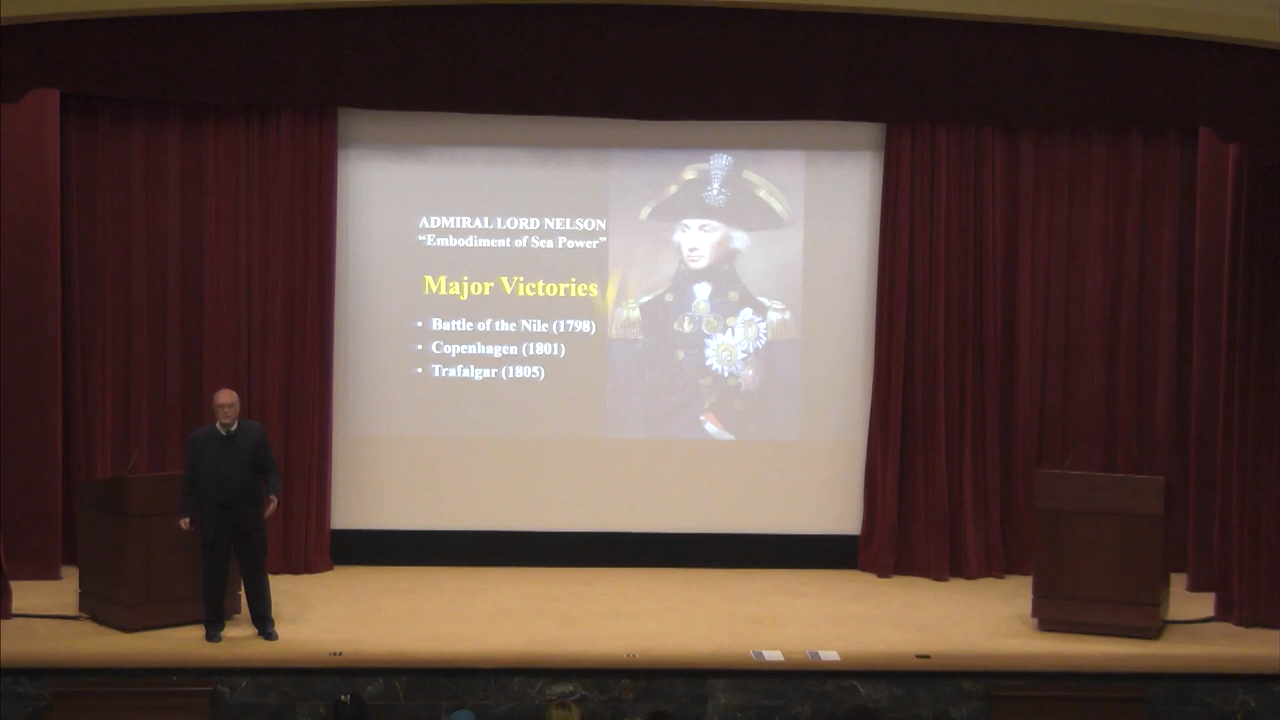 ADMIRAL LORD NELSON
“Embodiment of Sea Power”
Major Victories
• Battle of the Nile (1798)
• Copenhagen (1801)
• Trafalgar (1805)